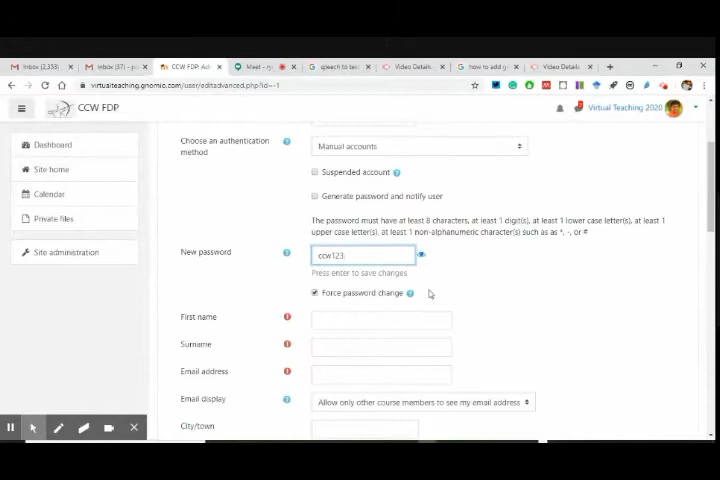 Inbox (2,353)
Inbox (37) - p
CCW FDP: Ad
Meet - ry
speech to tex
Video Details
how to add g
Video Details
virtualteaching.gnomio.com/user/editadvanced.php?id=-1
CCW FDP
Virtual Teaching 2020
Dashboard
Site home
Calendar
Private files
Site administration
Choose an authentication
method
Manual accounts
Suspended account
Generate password and notify user
The password must have at least 8 characters, at least 1 digit(s), at least 1 lower case letter(s), at least 1
upper case letter(s), at least 1 non-alphanumeric character(s) such as as *, -, or #
New password
ccw123
Press enter to save changes
Force password change
First name
Surname
Email address
Email display
Allow only other course members to see my email address
City/town